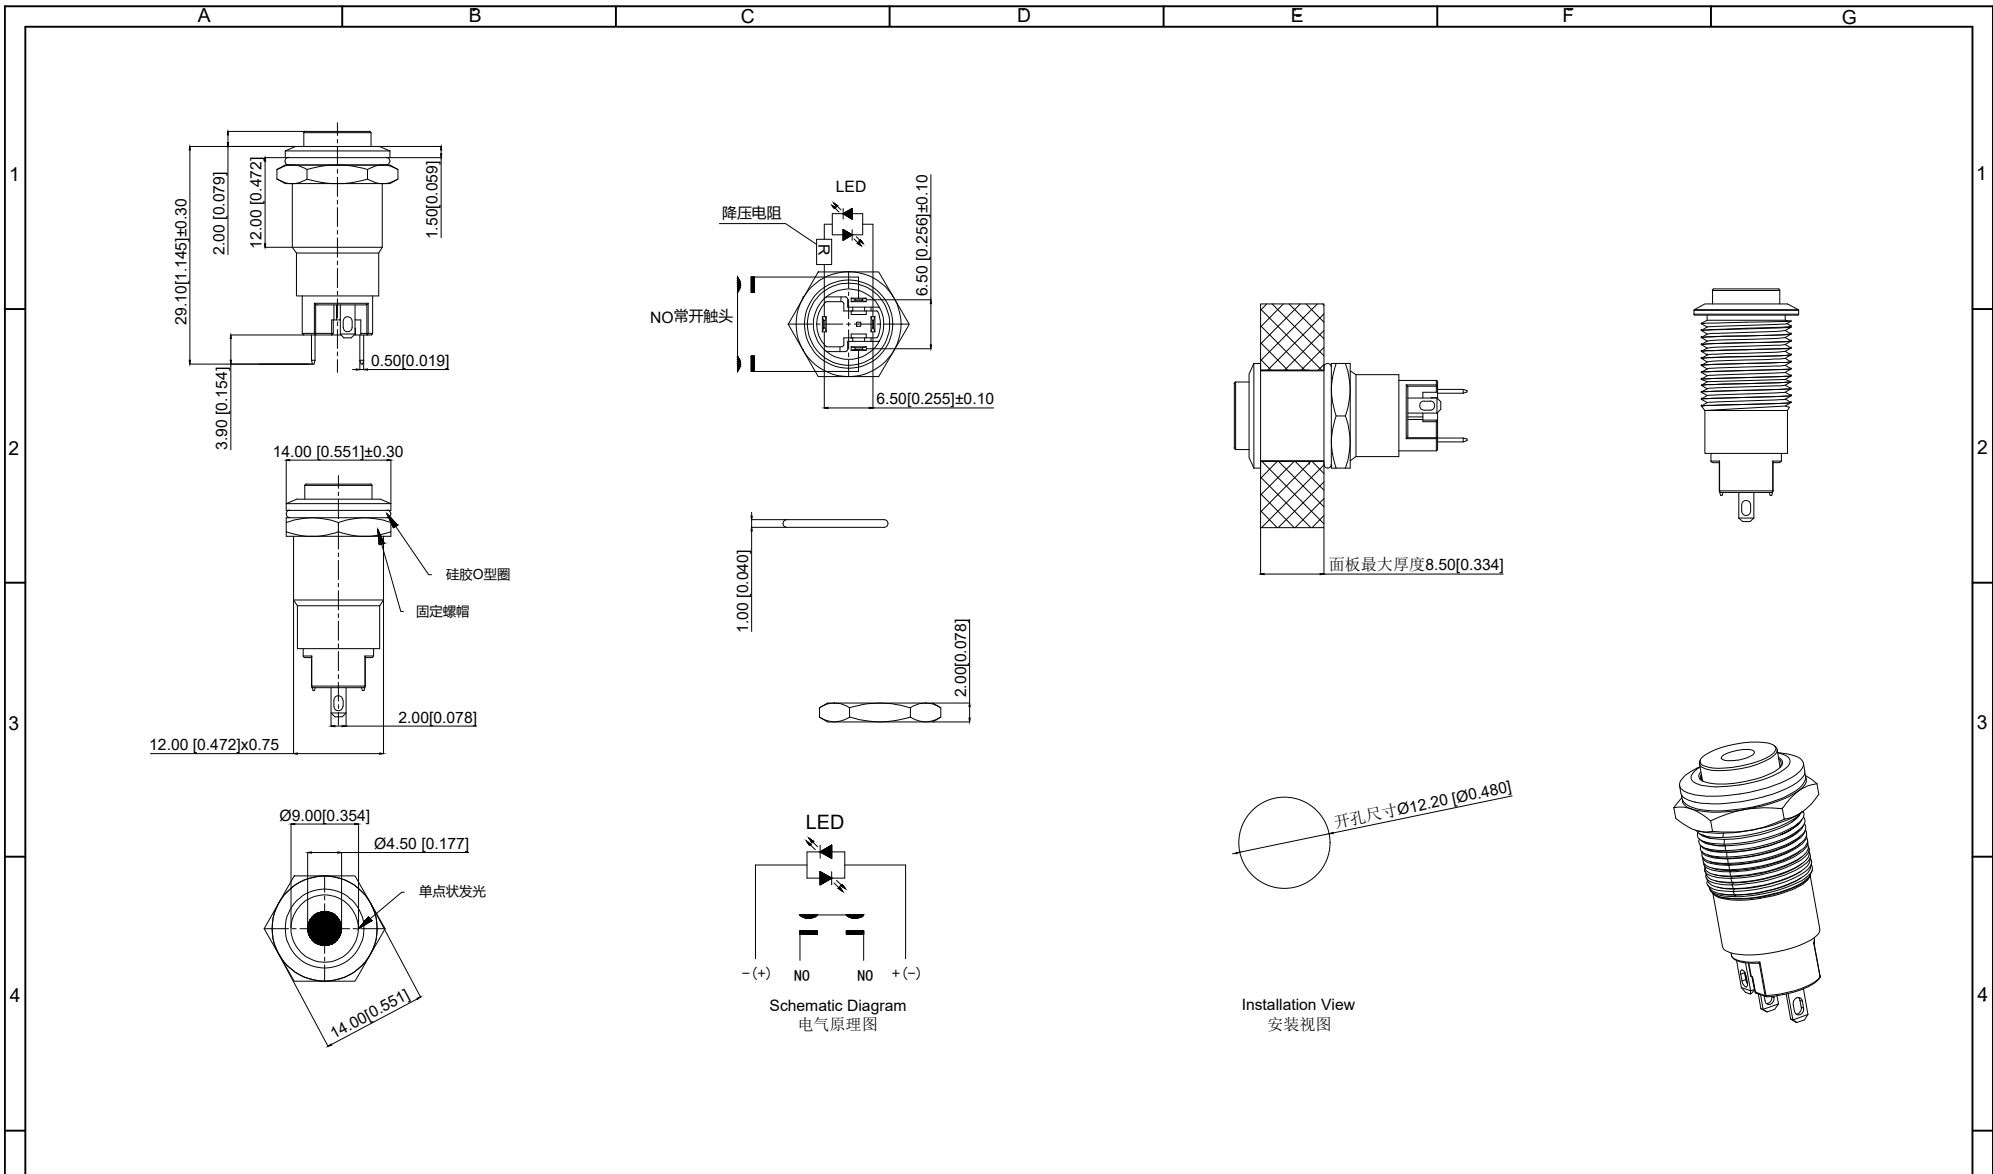 A
B
C
D
E
F
G
1
1
29.10[1.145]±0.30
2.00 [0.079]
12.00 [0.472]
1.50[0.059]
3.90 [0.154]
0.50[0.019]
LED
降压电阻
R
6.50 [0.256]±0.10
NO常开触头
6.50[0.255]±0.10
2
2
14.00 [0.551]±0.30
硅胶O型圈
固定螺帽
2.00[0.078]
12.00 [0.472]x0.75
1.00 [0.040]
2.00[0.078]
面板最大厚度8.50[0.334]
3
3
Ø9.00[0.354]
Ø4.50 [0.177]
单点状发光
14.00[0.551]
LED
-(+)
NO
NO
+(-)
Schematic Diagram
电气原理图
开孔尺寸Ø12.20 [Ø0.480]
Installation View
安装视图
4
4